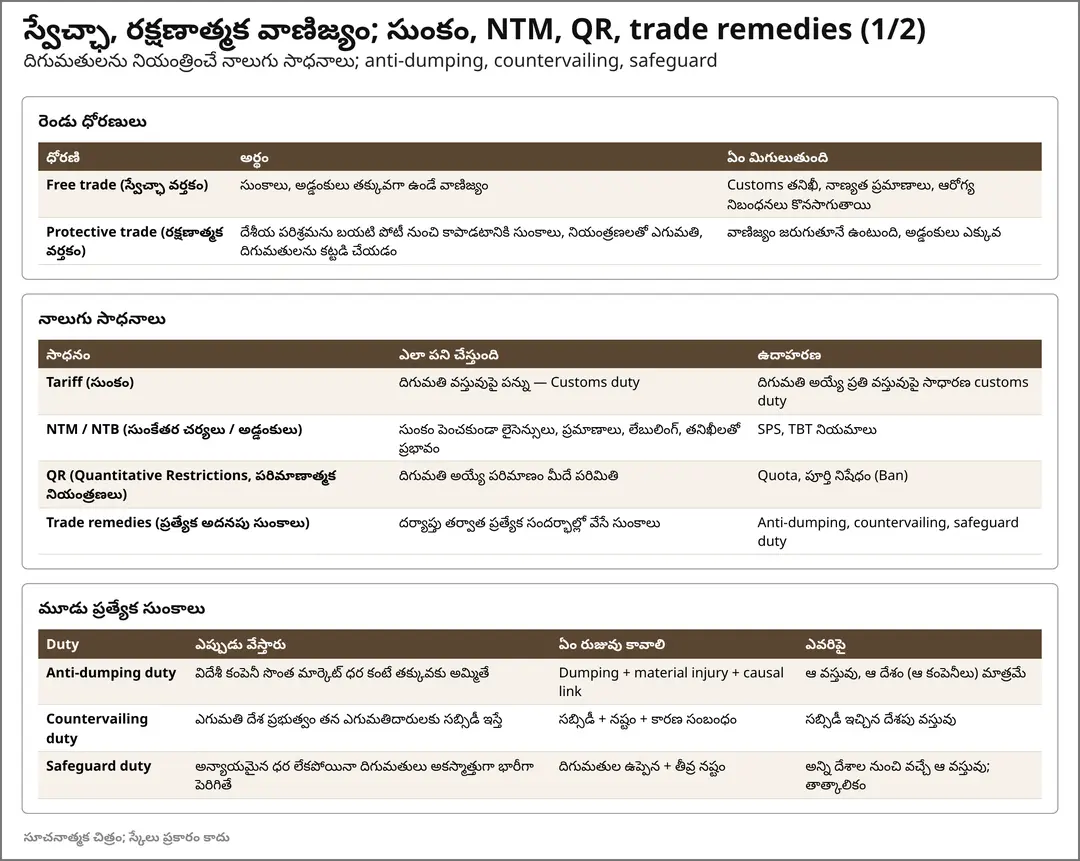 స్వేచ్ఛా, రక్షణాత్మక వాణిజ్యం; సుంకం, NTM, QR, trade remedies (1/2)
దిగుమతులను నియంత్రించే నాలుగు సాధనాలు; anti-dumping, countervailing, safeguard
రెండు ధోరణులు
ధోరణి అర్థం ఏం మిగులుతుంది
Free trade (స్వేచ్ఛా వర్తకం) సుంకాలు, అడ్డంకులు తక్కువగా ఉండే వాణిజ్యం Customs తనిఖీ, నాణ్యత ప్రమాణాలు, ఆరోగ్య
నిబంధనలు కొనసాగుతాయి
Protective trade (రక్షణాత్మక దేశీయ పరిశ్రమను బయటి పోటీ నుంచి కాపాడటానికి సుంకాలు, నియంత్రణలతో ఎగుమతి, వాణిజ్యం జరుగుతూనే ఉంటుంది, అడ్డంకులు ఎక్కువ
వర్తకం) దిగుమతులను కట్టడి చేయడం
నాలుగు సాధనాలు
సాధనం ఎలా పని చేస్తుంది ఉదాహరణ
Tariff (సుంకం) దిగుమతి వస్తువుపై పన్ను — Customs duty దిగుమతి అయ్యే ప్రతి వస్తువుపై సాధారణ customs
duty
NTM / NTB (సుంకేతర చర్యలు / అడ్డంకులు) సుంకం పెంచకుండా లైసెన్సులు, ప్రమాణాలు, లేబులింగ్, తనిఖీలతో SPS, TBT నియమాలు
ప్రభావం
QR (Quantitative Restrictions, పరిమాణాత్మక దిగుమతి అయ్యే పరిమాణం మీదే పరిమితి Quota, పూర్తి నిషేధం (Ban)
నియంత్రణలు)
Trade remedies (ప్రత్యేక అదనపు సుంకాలు) దర్యాప్తు తర్వాత ప్రత్యేక సందర్భాల్లో వేసే సుంకాలు Anti-dumping, countervailing, safeguard
duty
మూడు ప్రత్యేక సుంకాలు
Duty ఎప్పుడు వేస్తారు ఏం రుజువు కావాలి ఎవరిపై
Anti-dumping duty విదేశీ కంపెనీ సొంత మార్కెట్ ధర కంటే తక్కువకు అమ్మితే Dumping + material injury + causal ఆ వస్తువు, ఆ దేశం (ఆ కంపెనీలు) మాత్రమే
link
Countervailing ఎగుమతి దేశ ప్రభుత్వం తన ఎగుమతిదారులకు సబ్సిడీ ఇస్తే సబ్సిడీ + నష్టం + కారణ సంబంధం సబ్సిడీ ఇచ్చిన దేశపు వస్తువు
duty
Safeguard duty అన్యాయమైన ధర లేకపోయినా దిగుమతులు అకస్మాత్తుగా భారీగా దిగుమతుల ఉప్పెన + తీవ్ర నష్టం అన్ని దేశాల నుంచి వచ్చే ఆ వస్తువు;
పెరిగితే తాత్కాలికం
సూచనాత్మక చిత్రం; స్కేలు ప్రకారం కాదు